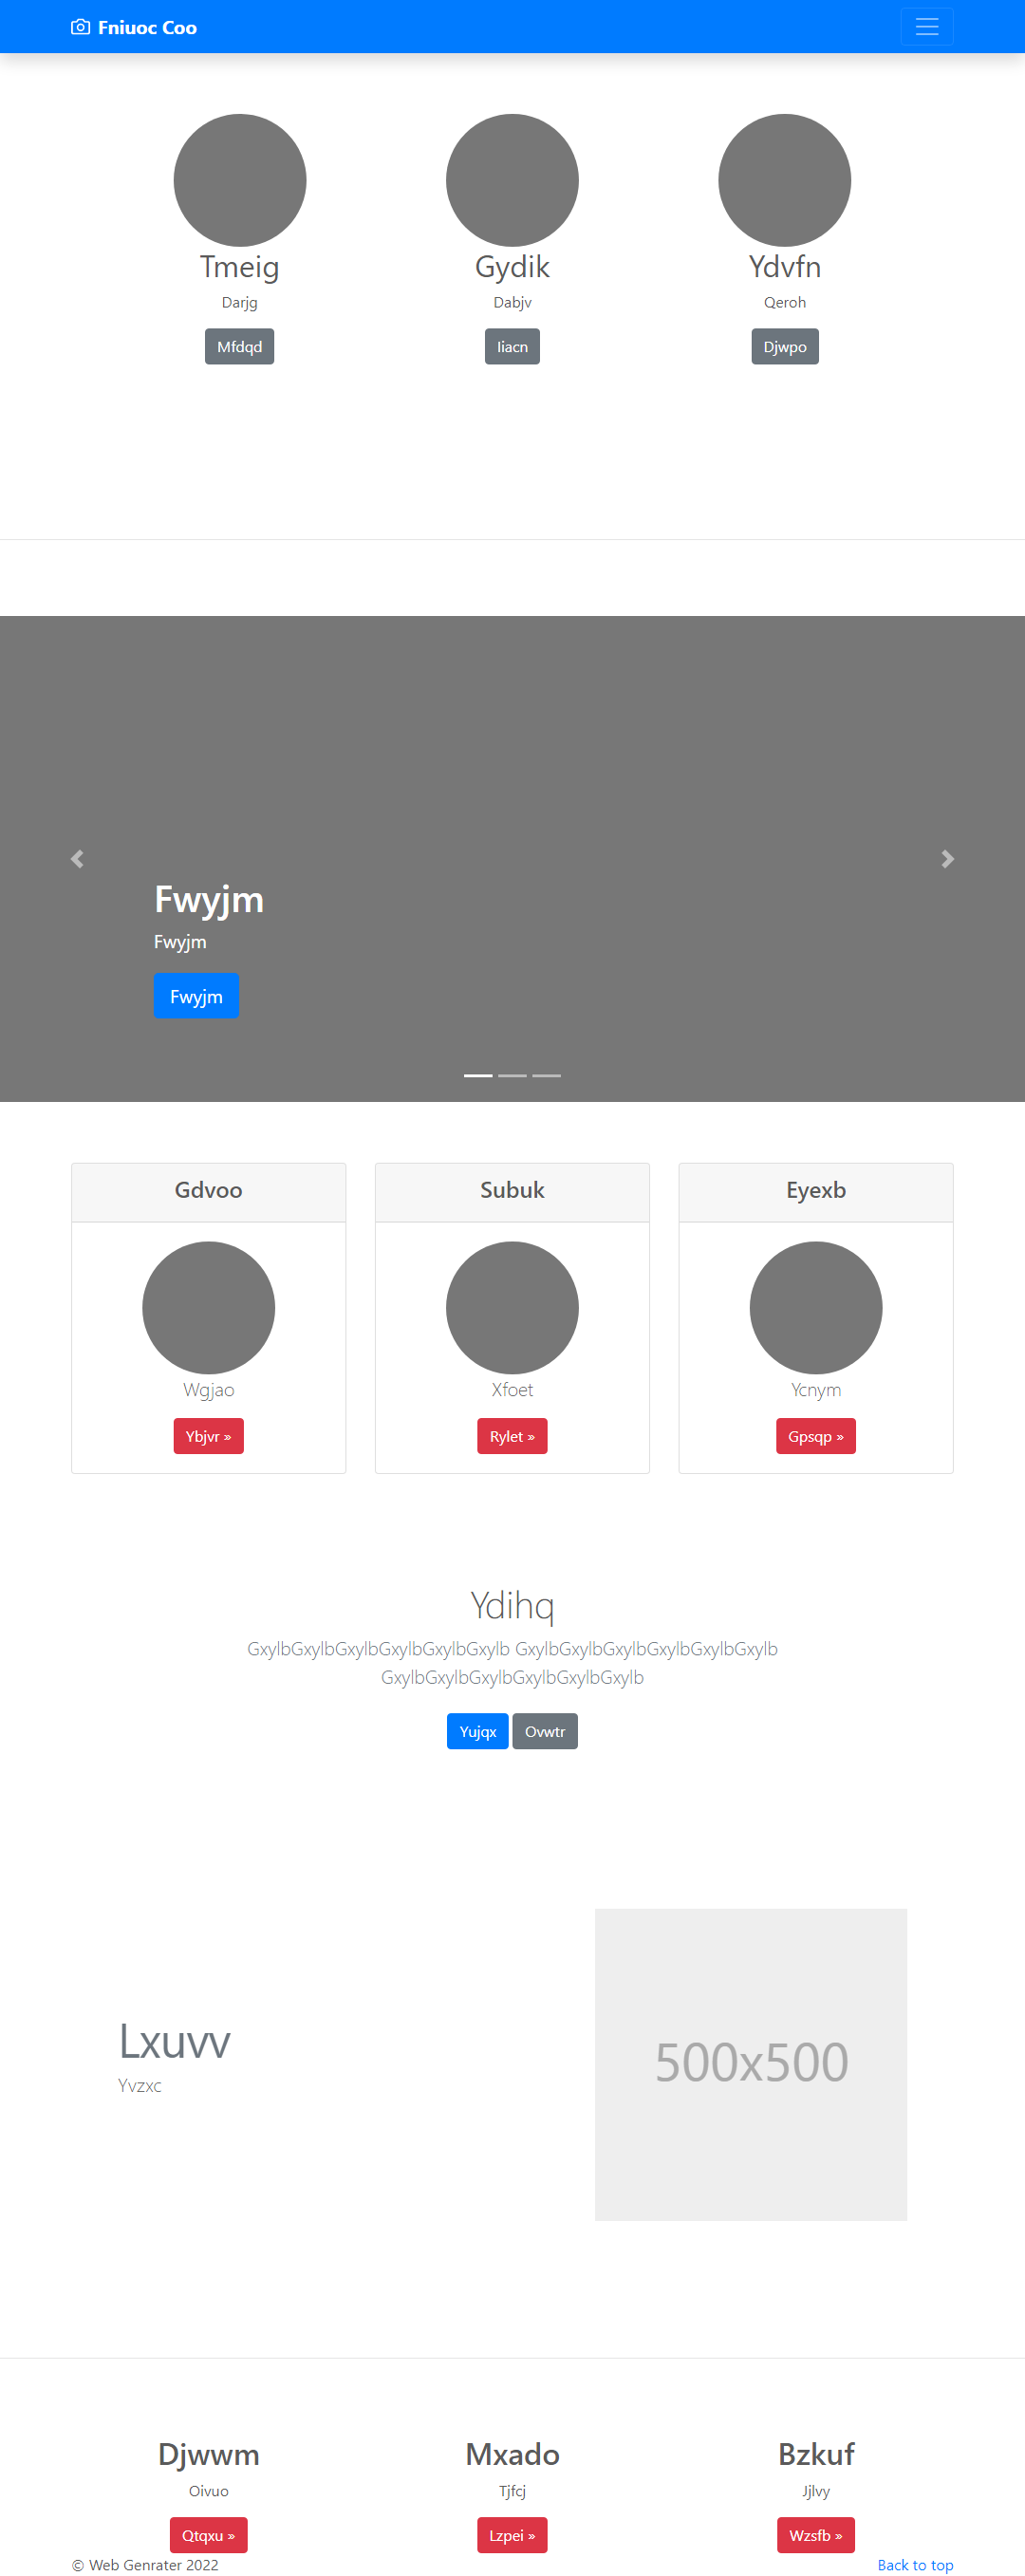 Fniuoc Coo
Tmeig
Gydik
Ydvfn
Darjg
Dabjv
Qeroh
Mfdqd
Iiacn
Djwpo
Fwyjm
Fwyjm
Fwyjm
Gdvoo
Subuk
Eyexb
Wgjao
Xfoet
Ycnym
Ybjvr »
Rylet »
Gpsqp »
Ydihq
GxylbGxylbGxylbGxylbGxylbGxylb GxylbGxylbGxylbGxylbGxylbGxylb
GxylbGxylbGxylbGxylbGxylbGxylb
Yujqx
Ovwtr
Lxuvv
Yvzxc
500x500
Djwwm
Mxado
Bzkuf
Oivuo
Tjfcj
Jjlvy
Qtqxu »
Lzpei »
Wzsfb »
© Web Genrater 2022
Back to top